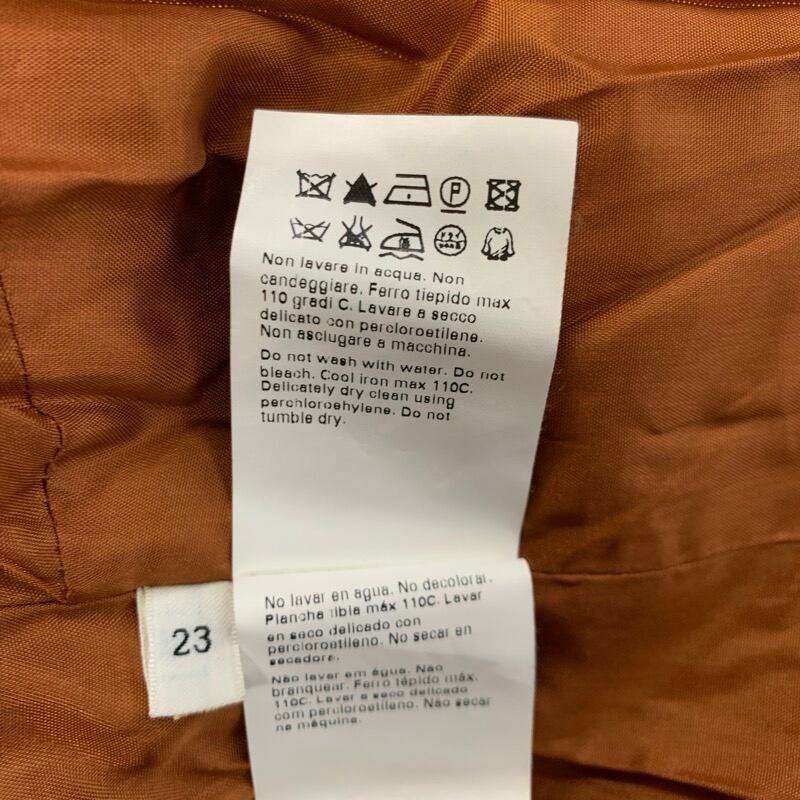 P
Non lavare in acqua. Non
candeggiare. Ferro tiepido max
110 gradi C. Lavare a secco
delicato con percloroetilene.
Non asciugare a macchina.
Do not wash with water. Do not
bleach. Cool iron max 110C.
Delicately dry clean using
perchloroehylene. Do not
tumble dry.
No lavar en agua. No decolorar.
Plancha tibia máx 110C. Lavar
en seco delicado con
percloroetileno. No secar en
secadora.
Não lavar em égua. Não
branquear. Ferro tépido máx.
110C. Lavar a seco delicado
com percloroetileno. Não secar
na máquina.
23